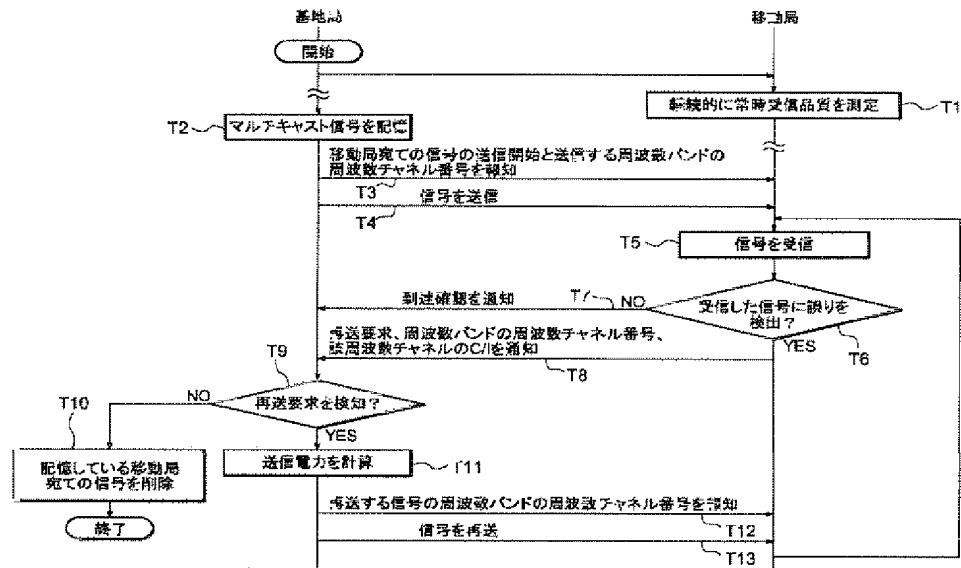 基地局
移動局
開始
継続的に常時受信品質を測定
T1
T2
マルチキャスト信号を記憶
移動局宛ての信号の送信開始と送信する周波数バンドの
周波数チャネル番号を報知
T3
信号を送信
T4
T5
信号を受信
到達確認を通知
T7
NO
受信した信号に誤りを
検出?
YES
T6
再送要求、周波数バンドの周波数チャネル番号、
該周波数チャネルのC/Iを通知
T8
T9
NO
再送要求を検知?
YES
T10
記憶している移動局
宛ての信号を削除
終了
送信電力を計算
T11
再送する信号の周波数バンドの周波数チャネル番号を報知
T12
信号を再送
T13